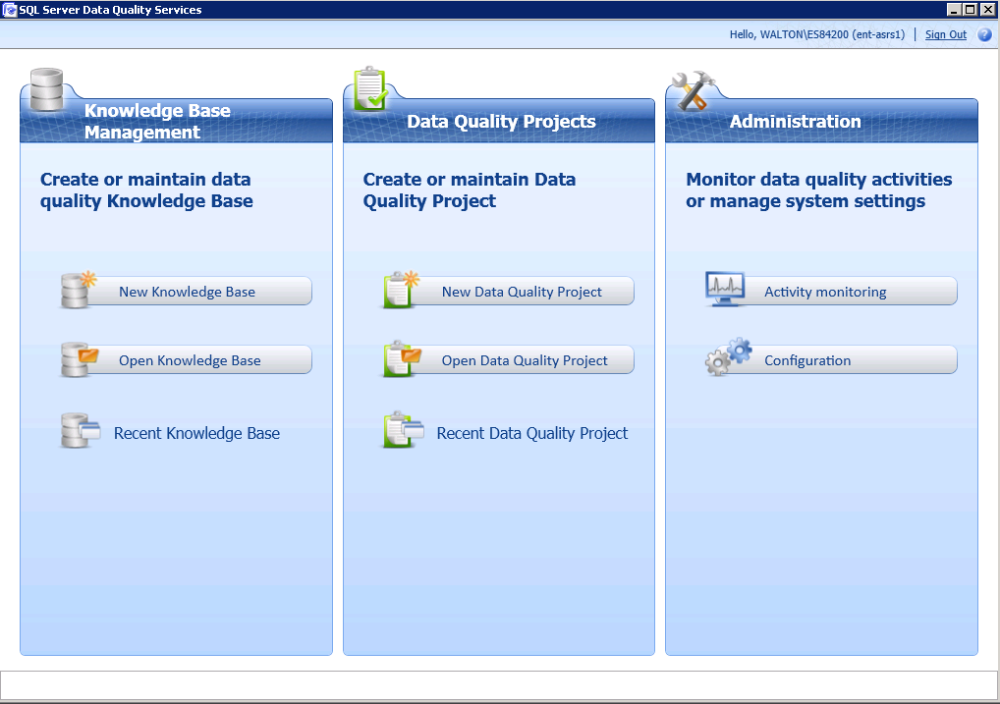 SQL Server Data Quality Services
Hello, WALTON\ES84200 (ent-asrs1) | Sign Out ?
Knowledge Base
Management
Create or maintain data
quality Knowledge Base
New Knowledge Base
Open Knowledge Base
Recent Knowledge Base
Data Quality Projects
Create or maintain Data
Quality Project
New Data Quality Project
Open Data Quality Project
Recent Data Quality Project
Administration
Monitor data quality activities
or manage system settings
Activity monitoring
Configuration